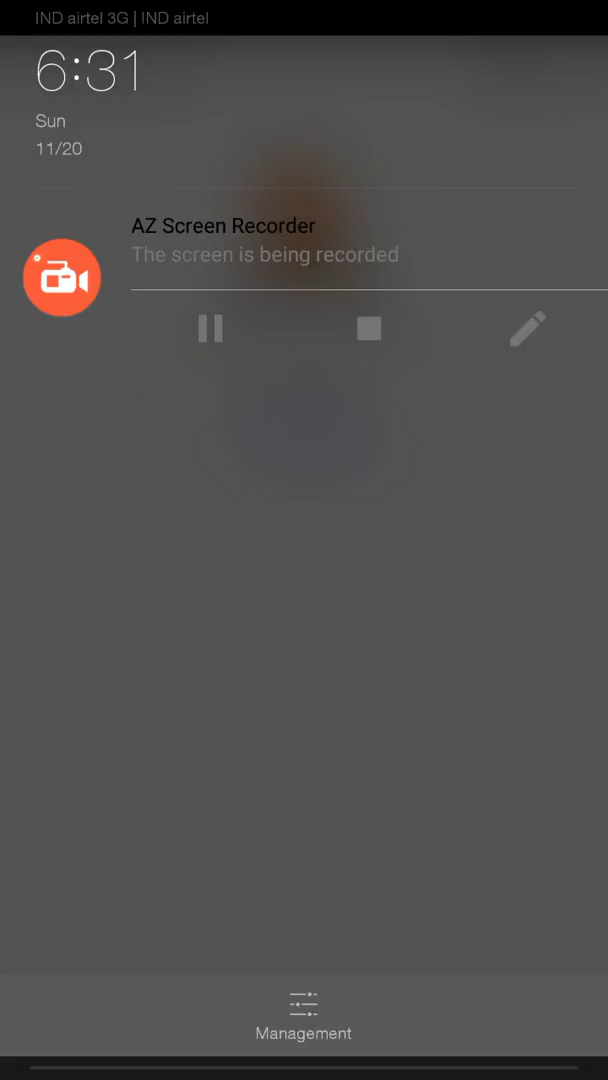 IND airtel 3G | IND airtel
6:31
Sun
11/20
AZ Screen Recorder
The screen is being recorded
Management